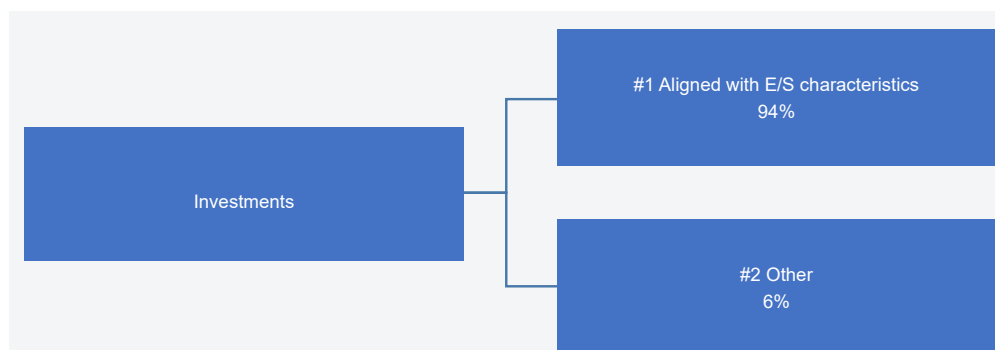 Investments
#1 Aligned with E/S characteristics
94%
#2 Other
6%